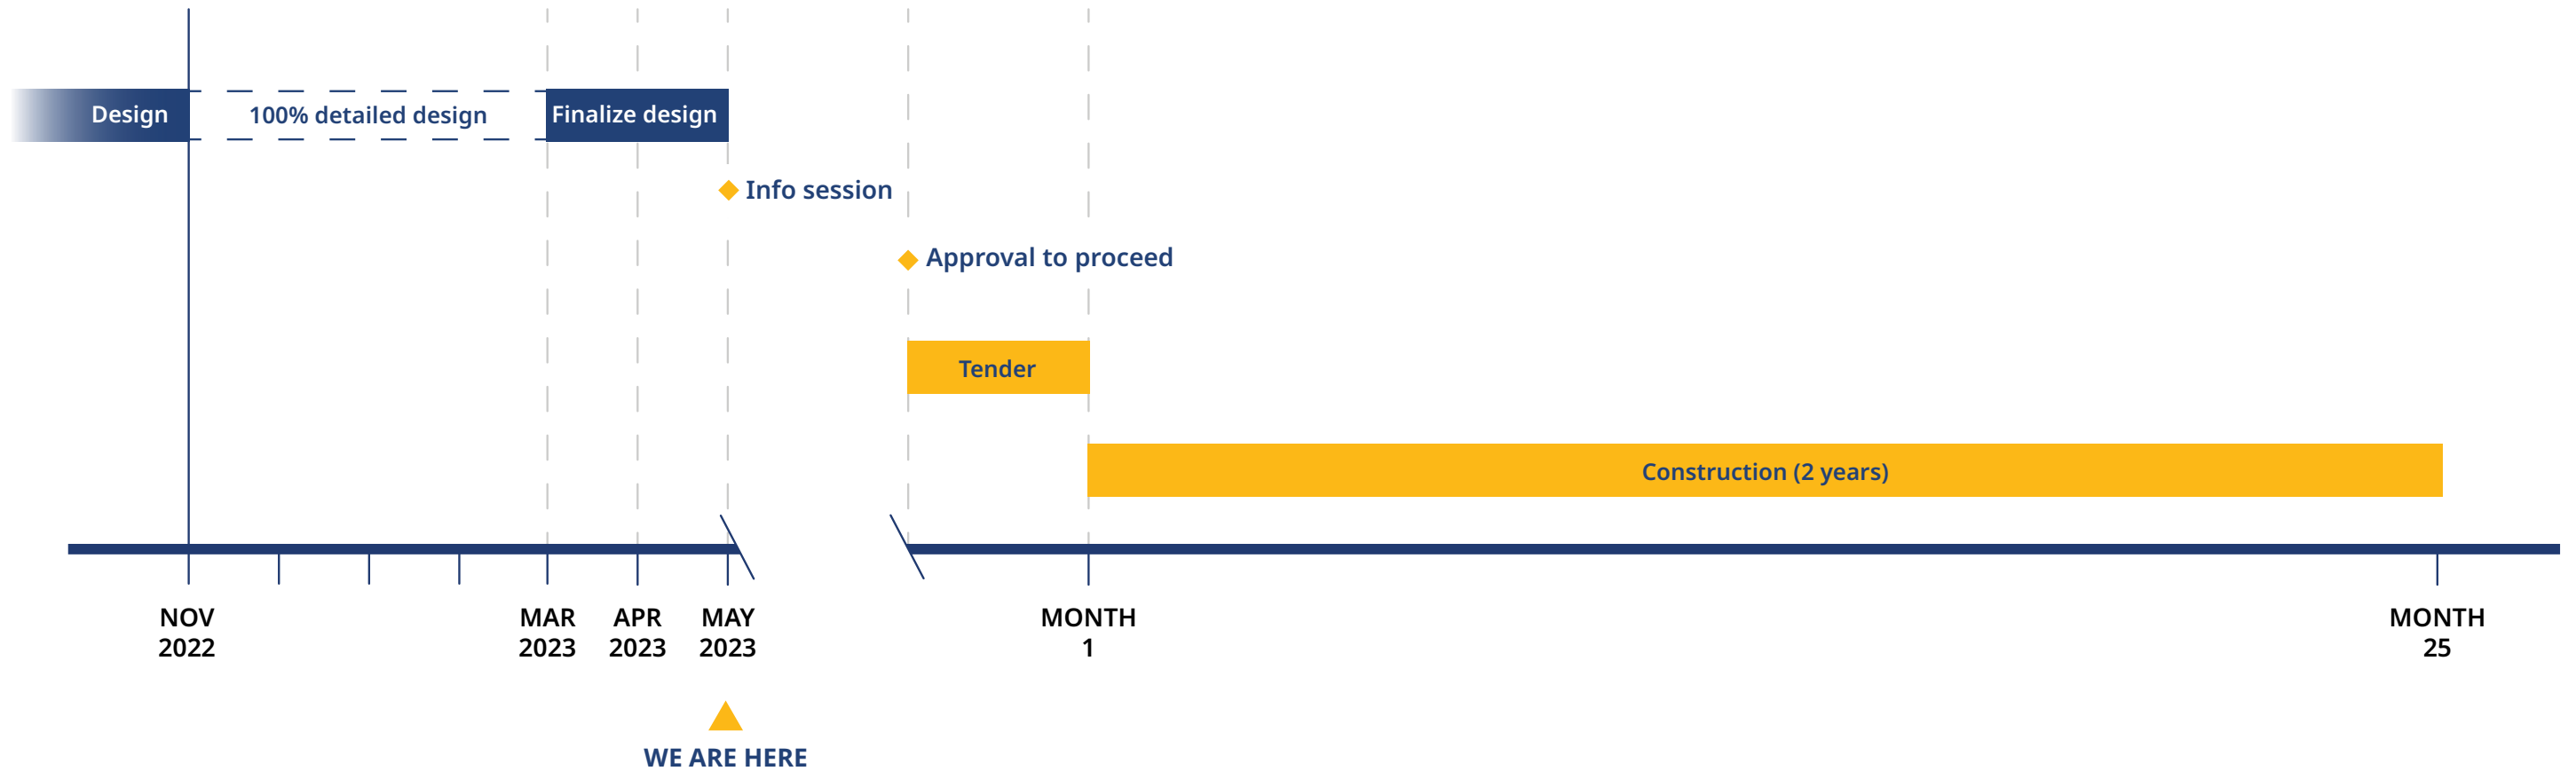 Design
100% detailed design
Finalize design
Info session
Approval to proceed
Tender
Construction (2 years)
NOV
2022
MAR
2023
APR
2023
MAY
2023
MONTH
1
MONTH
25
WE ARE HERE